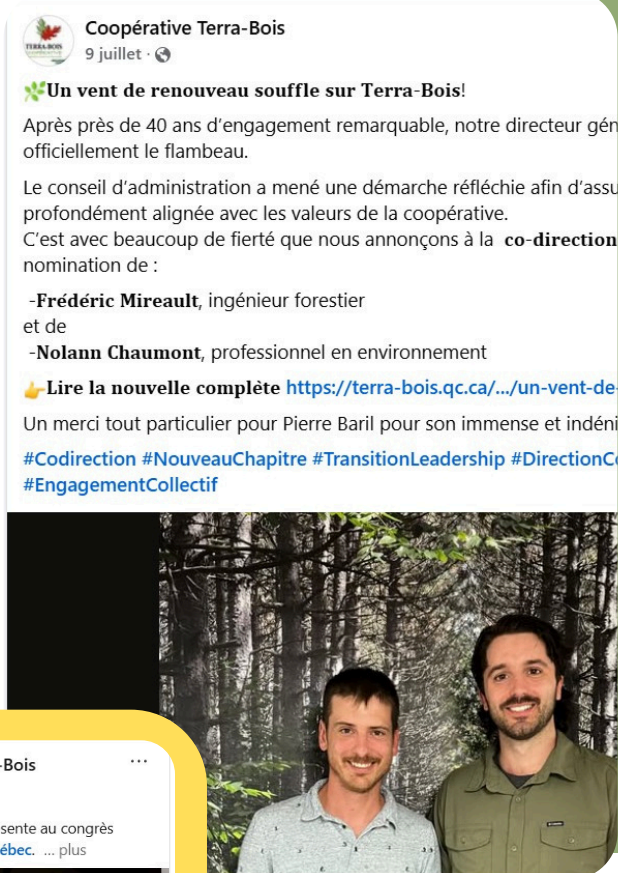 Coopérative Terra-Bois
TERRA-BOIS
9 juillet ·
🌿Un vent de renouveau souffle sur Terra-Bois!
Après près de 40 ans d'engagement remarquable, notre directeur gén
officiellement le flambeau.
Le conseil d'administration a mené une démarche réfléchie afin d'assu
profondément alignée avec les valeurs de la coopérative.
C'est avec beaucoup de fierté que nous annonçons à la co-direction
nomination de :
-Frédéric Mireault, ingénieur forestier
et de
-Nolann Chaumont, professionnel en environnement
👉Lire la nouvelle complète https://terra-bois.qc.ca/.../un-vent-de-
Un merci tout particulier pour Pierre Baril pour son immense et indéni
#Codirection #NouveauChapitre #TransitionLeadership #DirectionCo
#EngagementCollectif
-Bois ...
sente au congrès
ébec. ... plus